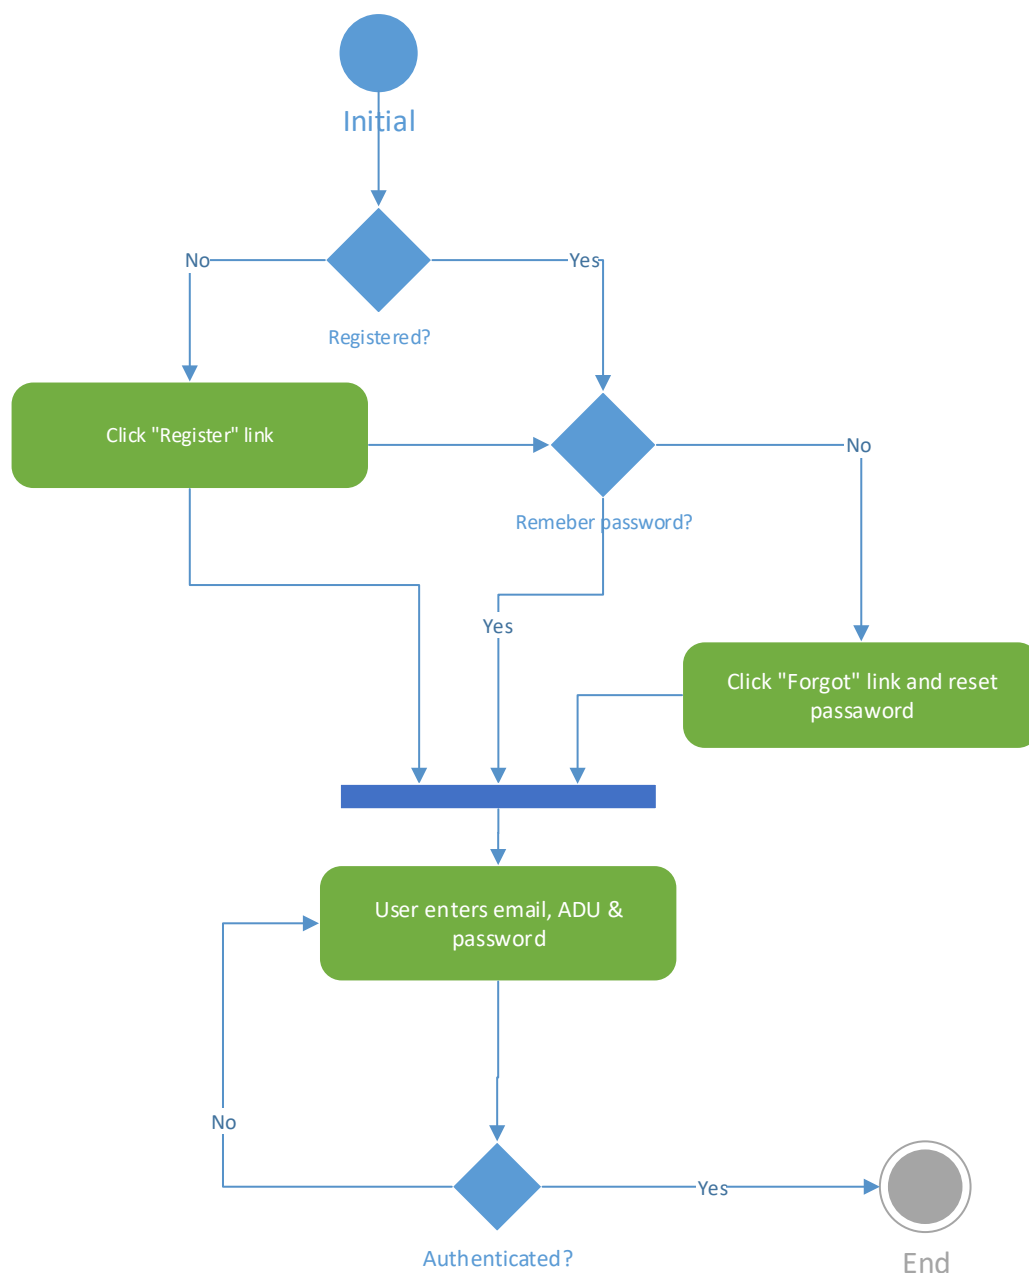 Initial
No
Yes
Registered?
Click "Register" link
No
Remeber password?
Yes
Click "Forgot" link and reset
passaword
User enters email, ADU &
password
No
Yes
Authenticated?
End